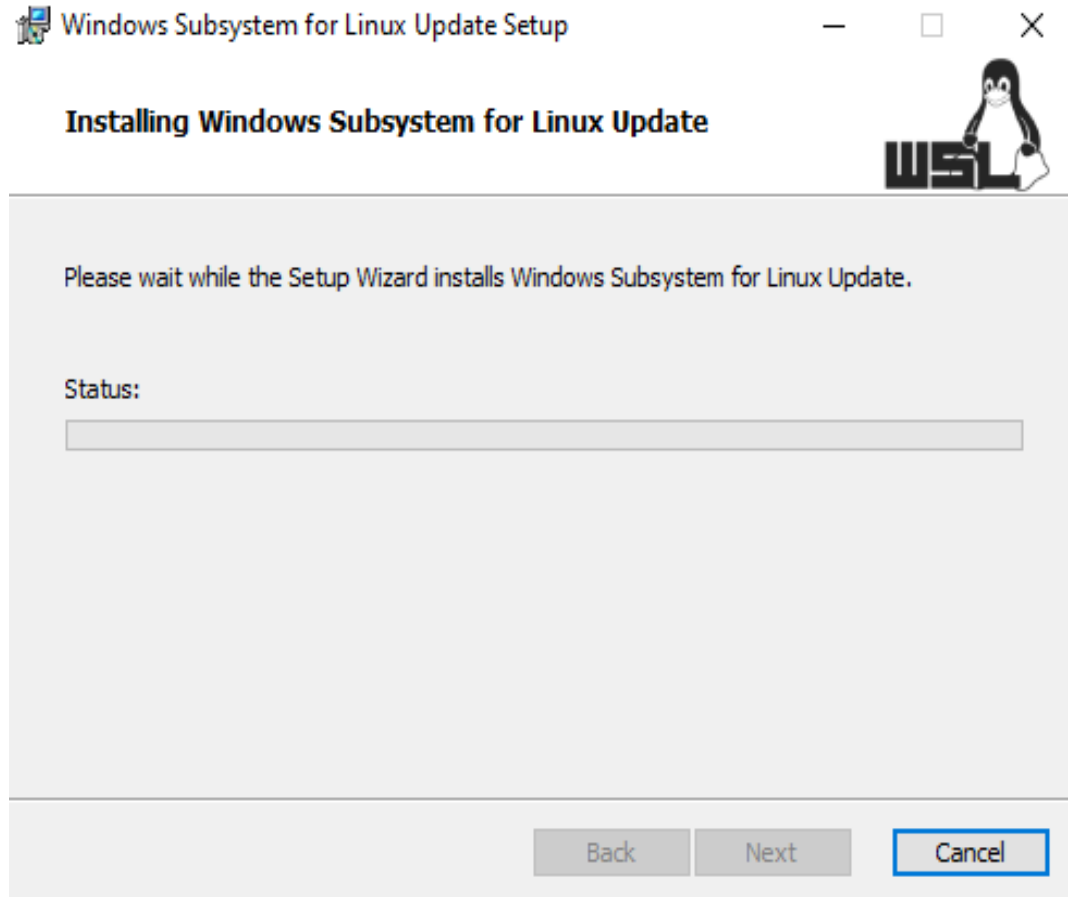 Windows Subsystem for Linux Update Setup
Installing Windows Subsystem for Linux Update
WSL
Please wait while the Setup Wizard installs Windows Subsystem for Linux Update.
Status:
Back Next Cancel